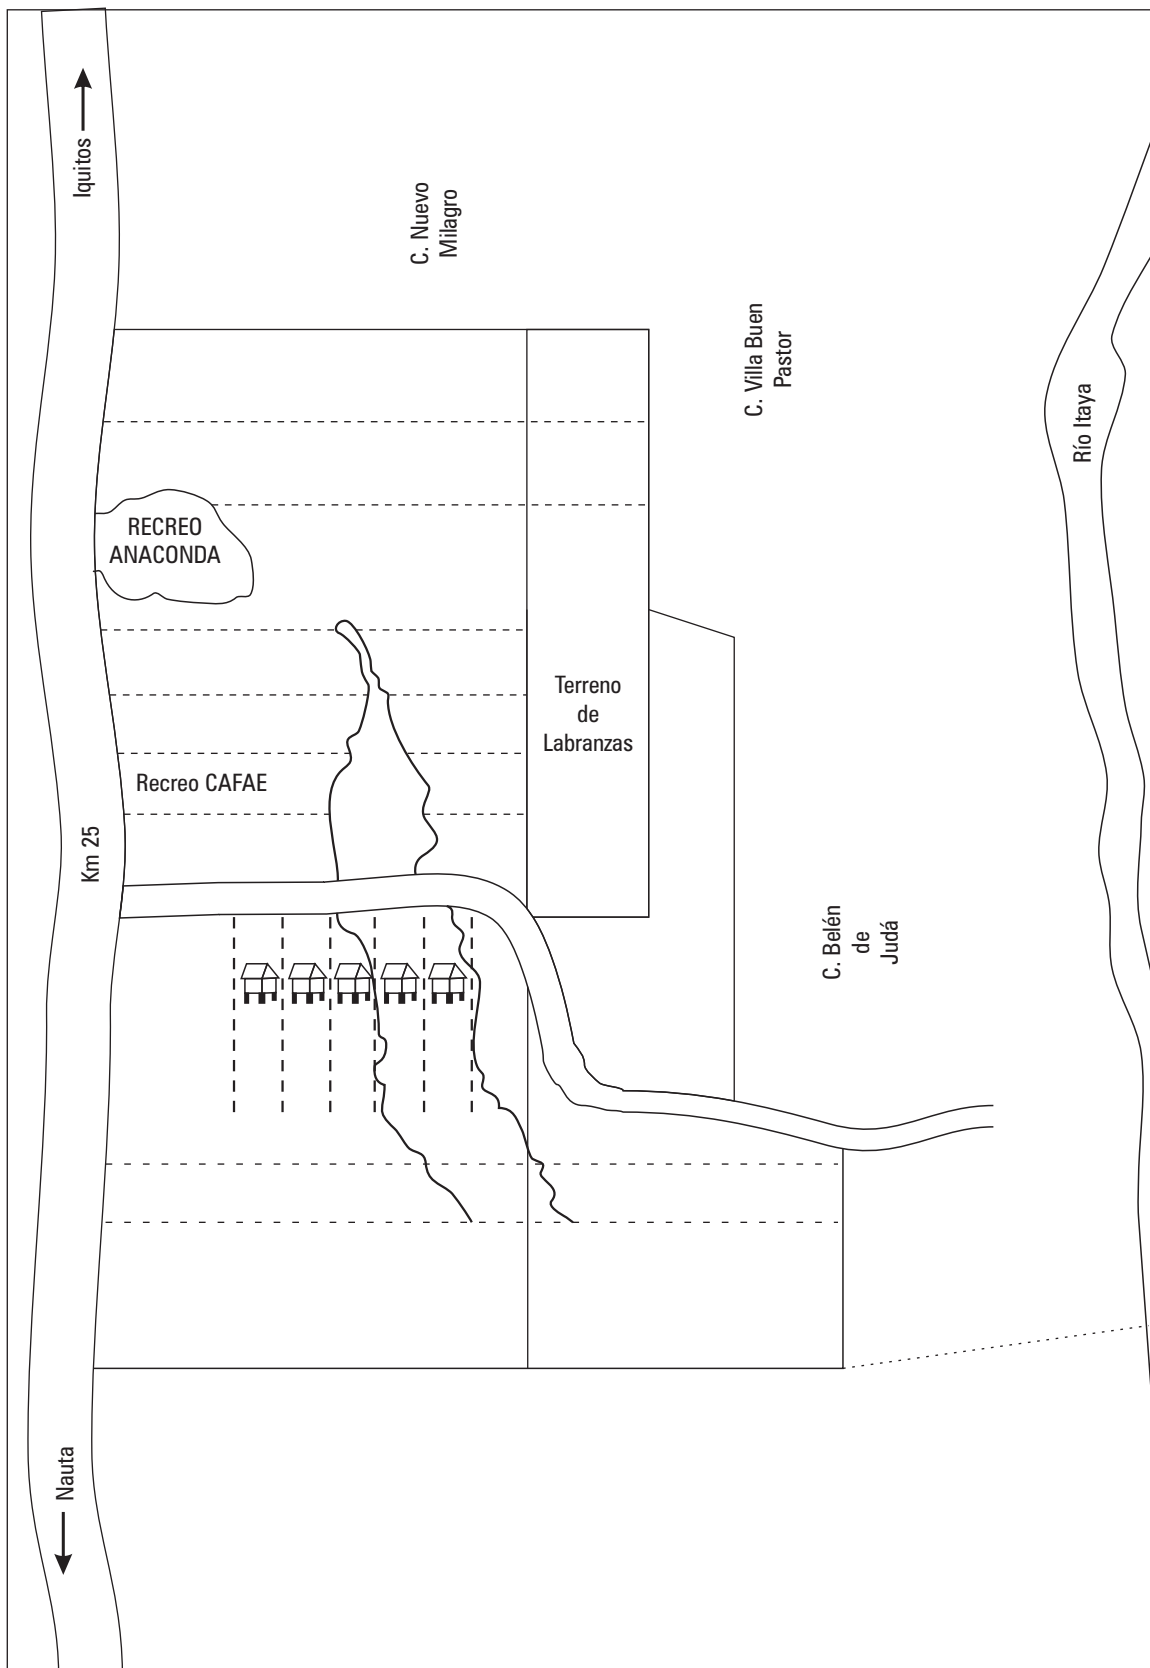 Iquitos
C. Nuevo
Milagro
C. Villa Buen
Pastor
Río Itaya
RECREO
ANACONDA
Terreno
de
Labranzas
Recreo CAFAE
Km 25
C. Belén
de
Judá
Nauta